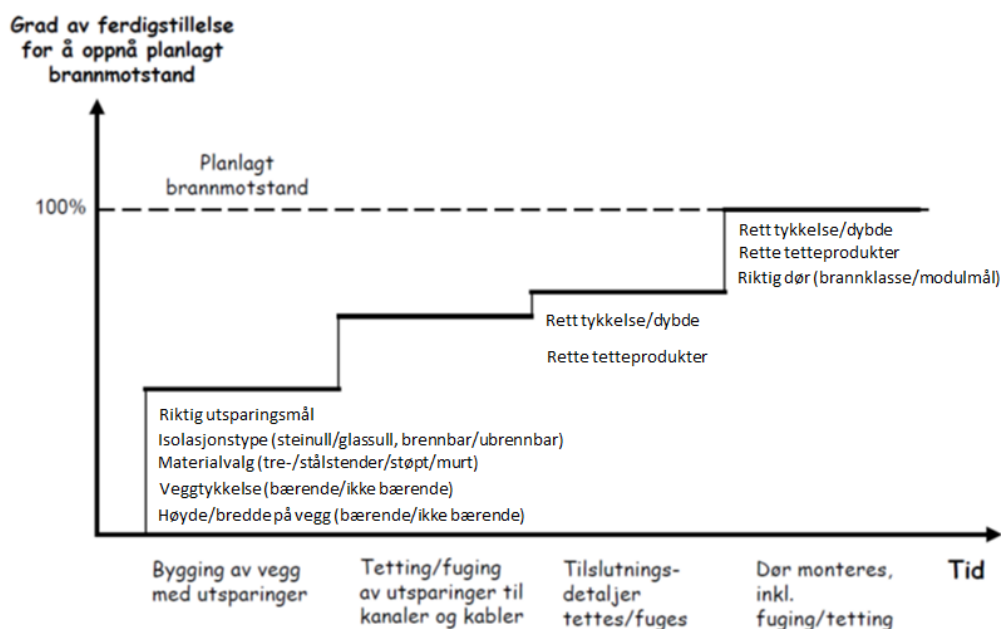 Grad av ferdigstillelse
for å oppnå planlagt
brannmotstand
Planlagt
brannmotstand
100%
Rett tykkelse/dybde
Rette tetteprodukter
Riktig dør (brannklasse/modulmål)
Rett tykkelse/dybde
Rette tetteprodukter
Riktig utsparingsmål
Isolasjonstype (steinull/glassull, brennbar/ubrennbar)
Materialvalg (tre-/stålstender/støpt/murt)
Veggtykkelse (bærende/ikke bærende)
Høyde/bredde på vegg (bærende/ikke bærende)
Bygging av vegg
med utsparinger
Tetting/fuging
av utsparinger til
kanaler og kabler
Tilslutnings-
detaljer
tettes/fuges
Dør monteres,
inkl.
fuging/tetting
Tid